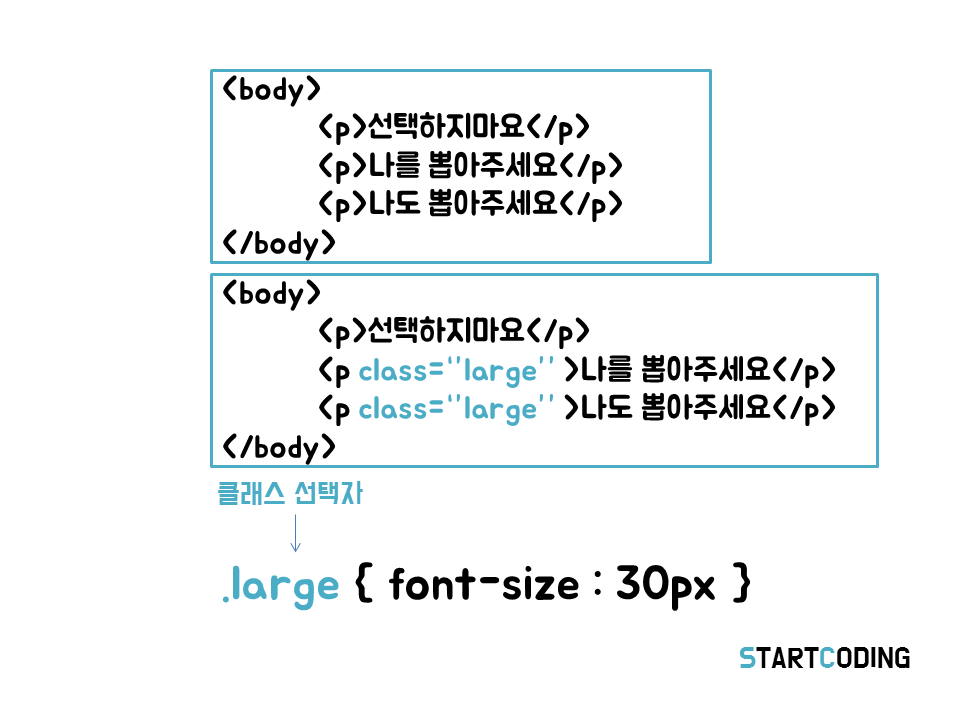 <body>
<p>선택하지마요</p>
<p>나를 뽑아주세요</p>
<p>나도 뽑아주세요</p>
</body>
<body>
<p>선택하지마요</p>
<p class="large" >나를 뽑아주세요</p>
<p class="large" >나도 뽑아주세요</p>
</body>
클래스 선택자
.large { font-size : 30px }
STARTCODING